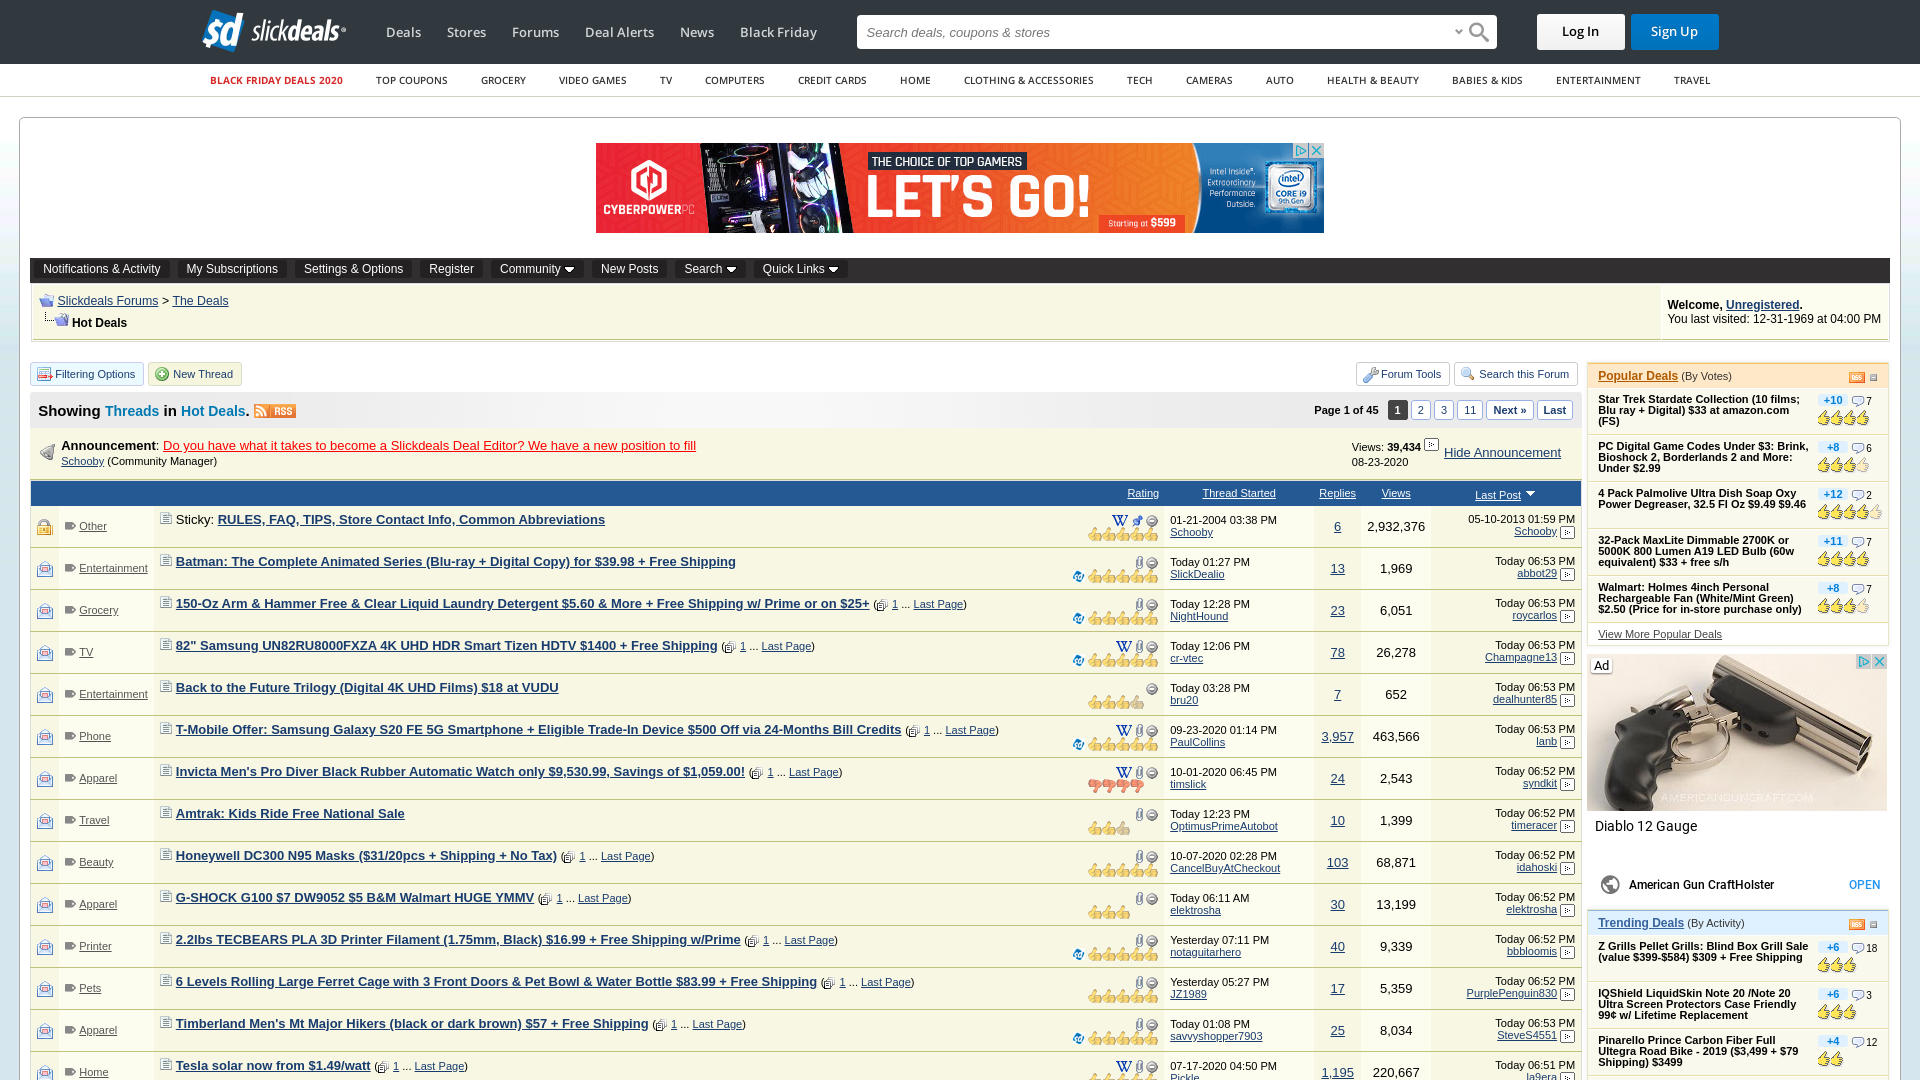 slickdeals
Deals Stores Forums Deal Alerts News Black Friday Search deals, coupons & stores Log In Sign Up
BLACK FRIDAY DEALS 2020 TOP COUPONS GROCERY VIDEO GAMES TV COMPUTERS CREDIT CARDS HOME CLOTHING & ACCESSORIES TECH CAMERAS AUTO HEALTH & BEAUTY BABIES & KIDS ENTERTAINMENT TRAVEL
CYBERPOWERPC
THE CHOICE OF TOP GAMERS
LET'S GO!
Starting at $599
Intel Inside®.
Extraordinary
Performance
Outside.
intel
CORE i9
9th Gen
Notifications & Activity My Subscriptions Settings & Options Register Community New Posts Search Quick Links
Slickdeals Forums > The Deals
Hot Deals
Welcome, Unregistered.
You last visited: 12-31-1969 at 04:00 PM
Filtering Options New Thread Forum Tools Search this Forum
Showing Threads in Hot Deals. RSS Page 1 of 45 1 2 3 11 Next » Last
Announcement: Do you have what it takes to become a Slickdeals Deal Editor? We have a new position to fill
Schooby (Community Manager)
Views: 39,434
08-23-2020
Hide Announcement
Rating Thread Started Replies Views Last Post
Other Sticky: RULES, FAQ, TIPS, Store Contact Info, Common Abbreviations 01-21-2004 03:38 PM Schooby 6 2,932,376 05-10-2013 01:59 PM Schooby
Entertainment Batman: The Complete Animated Series (Blu-ray + Digital Copy) for $39.98 + Free Shipping Today 01:27 PM SlickDealio 13 1,969 Today 06:53 PM abbot29
Grocery 150-Oz Arm & Hammer Free & Clear Liquid Laundry Detergent $5.60 & More + Free Shipping w/ Prime or on $25+ (1 ... Last Page) Today 12:28 PM NightHound 23 6,051 Today 06:53 PM roycarlos
TV 82" Samsung UN82RU8000FXZA 4K UHD HDR Smart Tizen HDTV $1400 + Free Shipping (1 ... Last Page) Today 12:06 PM cr-vtec 78 26,278 Today 06:53 PM Champagne13
Entertainment Back to the Future Trilogy (Digital 4K UHD Films) $18 at VUDU Today 03:28 PM bru20 7 652 Today 06:53 PM dealhunter85
Phone T-Mobile Offer: Samsung Galaxy S20 FE 5G Smartphone + Eligible Trade-In Device $500 Off via 24-Months Bill Credits (1 ... Last Page) 09-23-2020 01:14 PM PaulCollins 3,957 463,566 Today 06:53 PM lanb
Apparel Invicta Men's Pro Diver Black Rubber Automatic Watch only $9,530.99, Savings of $1,059.00! (1 ... Last Page) 10-01-2020 06:45 PM timslick 24 2,543 Today 06:52 PM syndkit
Travel Amtrak: Kids Ride Free National Sale Today 12:23 PM OptimusPrimeAutobot 10 1,399 Today 06:52 PM timeracer
Beauty Honeywell DC300 N95 Masks ($31/20pcs + Shipping + No Tax) (1 ... Last Page) 10-07-2020 02:28 PM CancelBuyAtCheckout 103 68,871 Today 06:52 PM idahoski
Apparel G-SHOCK G100 $7 DW9052 $5 B&M Walmart HUGE YMMV (1 ... Last Page) Today 06:11 AM elektrosha 30 13,199 Today 06:52 PM elektrosha
Printer 2.2lbs TECBEARS PLA 3D Printer Filament (1.75mm, Black) $16.99 + Free Shipping w/Prime (1 ... Last Page) Yesterday 07:11 PM notaguitarhero 40 9,339 Today 06:52 PM bbbloomis
Pets 6 Levels Rolling Large Ferret Cage with 3 Front Doors & Pet Bowl & Water Bottle $83.99 + Free Shipping (1 ... Last Page) Yesterday 05:27 PM JZ1989 17 5,359 Today 06:52 PM PurplePenguin830
Apparel Timberland Men's Mt Major Hikers (black or dark brown) $57 + Free Shipping (1 ... Last Page) Today 01:08 PM savvyshopper7903 25 8,034 Today 06:53 PM SteveS4551
Home Tesla solar now from $1.49/watt (1 ... Last Page) 07-17-2020 04:50 PM Pickle 1,195 220,667 Today 06:51 PM la9era
Popular Deals (By Votes) RSS
Star Trek Stardate Collection (10 films; +10 7
Blu ray + Digital) $33 at amazon.com
(FS)
PC Digital Game Codes Under $3: Brink, +8 6
Bioshock 2, Borderlands 2 and More:
Under $2.99
4 Pack Palmolive Ultra Dish Soap Oxy +12 2
Power Degreaser, 32.5 Fl Oz $9.49 $9.46
32-Pack MaxLite Dimmable 2700K or +11 7
5000K 800 Lumen A19 LED Bulb (60w
equivalent) $33 + free s/h
Walmart: Holmes 4inch Personal +8 7
Rechargeable Fan (White/Mint Green)
$2.50 (Price for in-store purchase only)
View More Popular Deals
Ad
AMERICANGUNCRAFT.COM
Diablo 12 Gauge
American Gun CraftHolster OPEN
Trending Deals (By Activity) RSS
Z Grills Pellet Grills: Blind Box Grill Sale +6 18
(value $399-$584) $309 + Free Shipping
IQShield LiquidSkin Note 20 /Note 20 +6 3
Ultra Screen Protectors Case Friendly
99¢ w/ Lifetime Replacement
Pinarello Prince Carbon Fiber Full +4 12
Ultegra Road Bike - 2019 ($3,499 + $79
Shipping) $3499